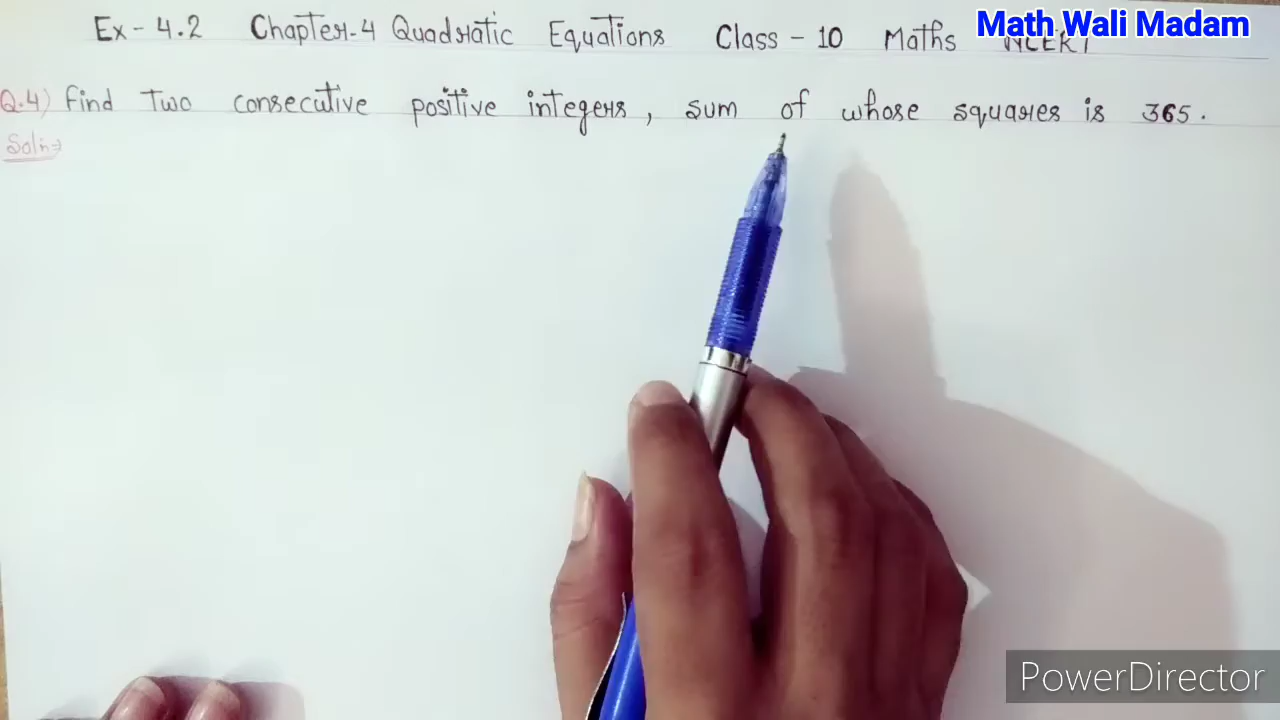 Ex - 4.2 Chapter-4 Quadratic Equations Class - 10 Maths NCERT
Math Wali Madam
Q.4) Find Two consecutive positive integers, sum of whose squares is 365.
Soln⇒
PowerDirector